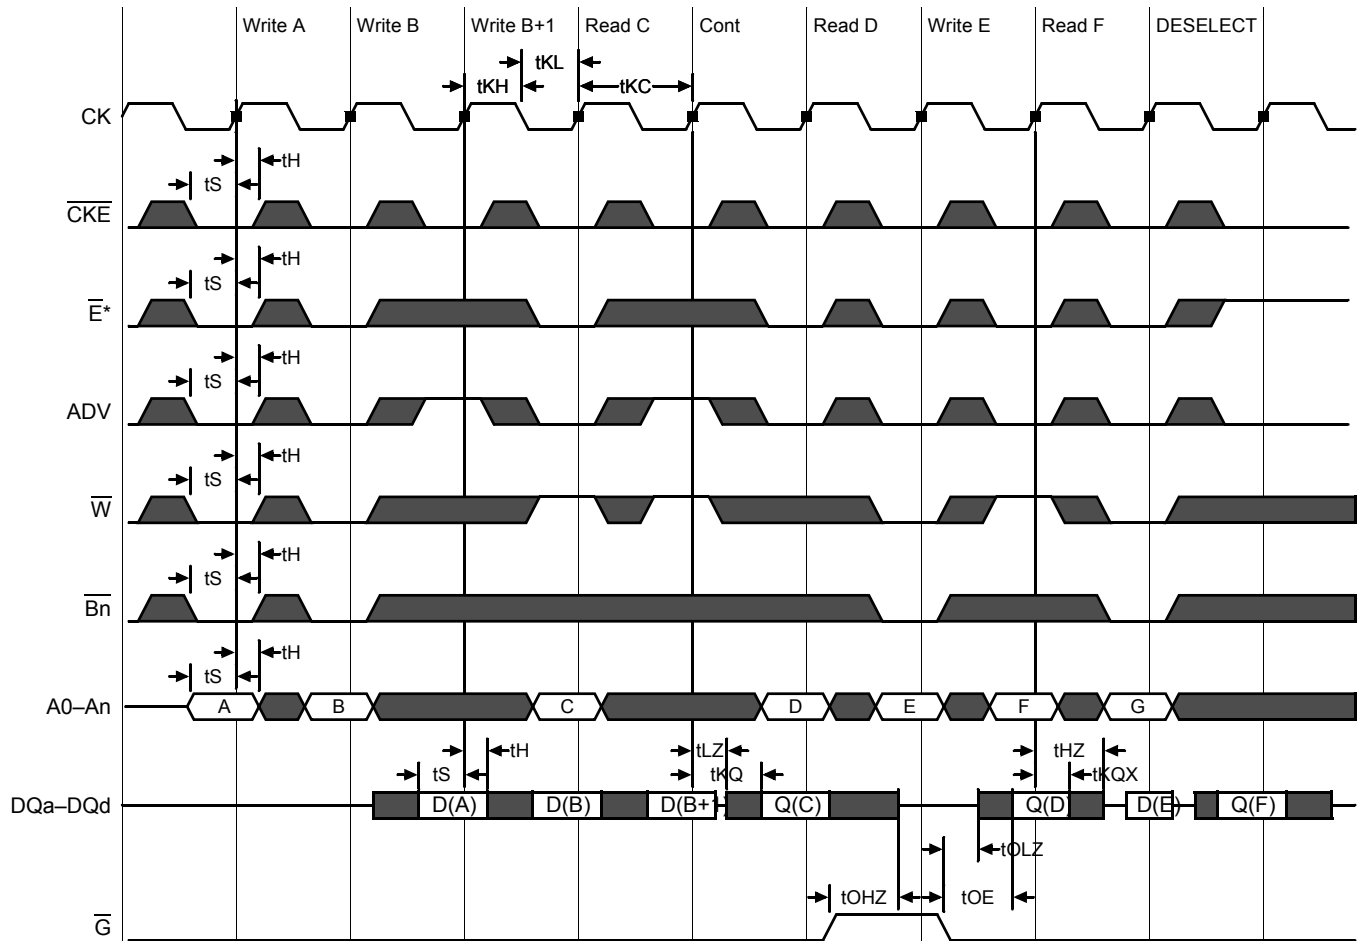 Write A Write B Write B+1 Read C Cont Read D Write E Read F DESELECT
tKL
tKH tKC
CK
tH
tS
CKE
tH
tS
E*
tH
tS
ADV
tH
tS
W
tH
tS
Bn
tH
tS
A0–An A B C D E F G
tH tLZ tHZ
tS tKQ tKQX
DQa–DQd D(A) D(B) D(B+1) Q(C) Q(D) D(E) Q(F)
tOLZ
tOHZ tOE
G